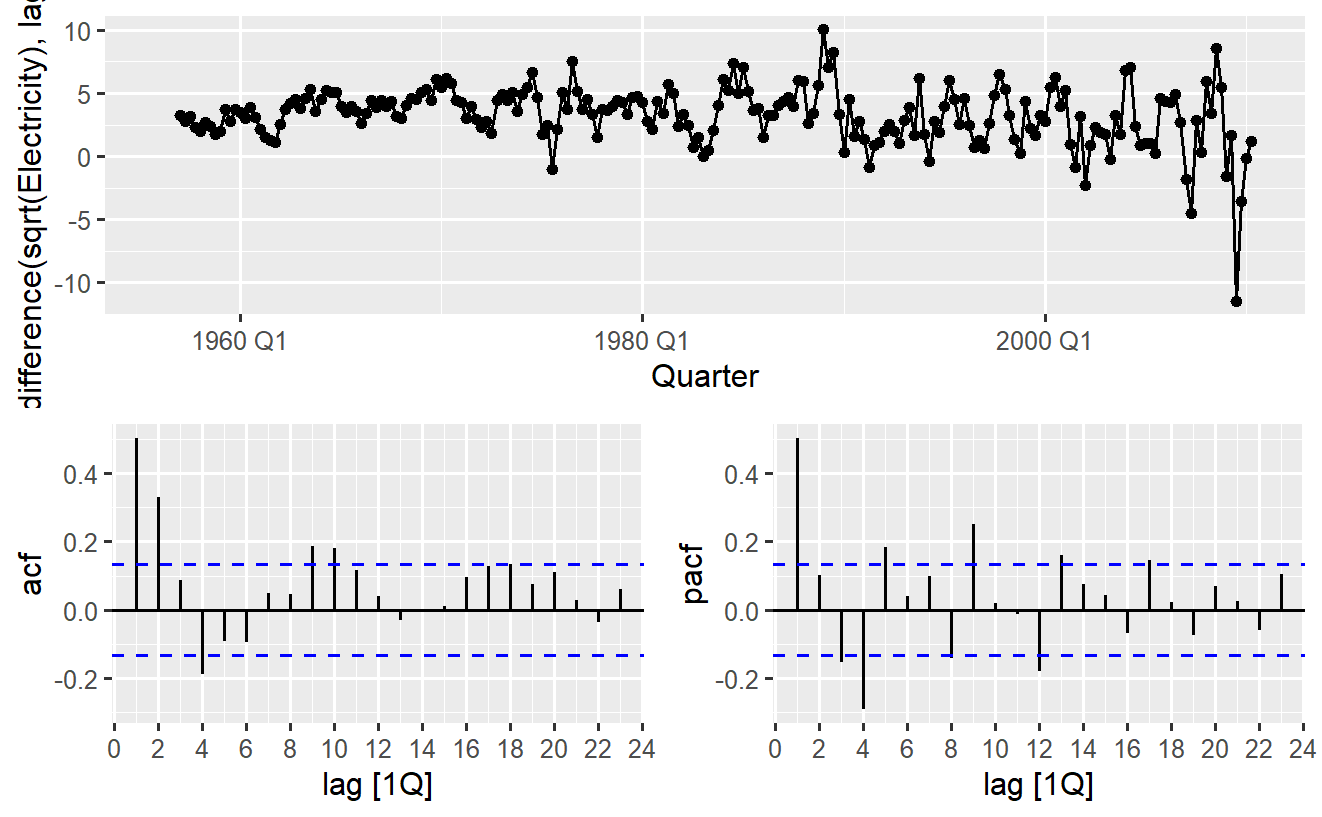 difference(sqrt(Electricity), lag
10
5
0
-5
-10
1960 Q1 1980 Q1 2000 Q1
Quarter
acf
0.4
0.2
0.0
-0.2
0 2 4 6 8 10 12 14 16 18 20 22 24
lag [1Q]
pacf
0.4
0.2
0.0
-0.2
0 2 4 6 8 10 12 14 16 18 20 22 24
lag [1Q]